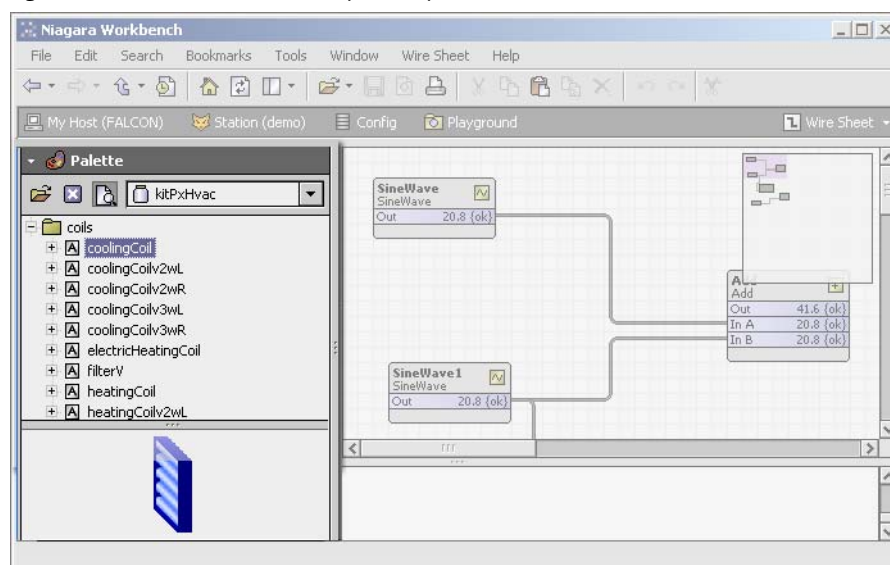 Niagara Workbench
File Edit Search Bookmarks Tools Window Wire Sheet Help
My Host (FALCON) Station (demo) Config Playground Wire Sheet
Palette
kitPxHvac
coils
coolingCoil
coolingCoilv2wL
coolingCoilv2wR
coolingCoilv3wL
coolingCoilv3wR
electricHeatingCoil
filterV
heatingCoil
heatingCoilv2wL
SineWave
SineWave
Out 20.8 {ok}
Add
Out 41.6 {ok}
In A 20.8 {ok}
In B 20.8 {ok}
SineWave1
SineWave
Out 20.8 {ok}